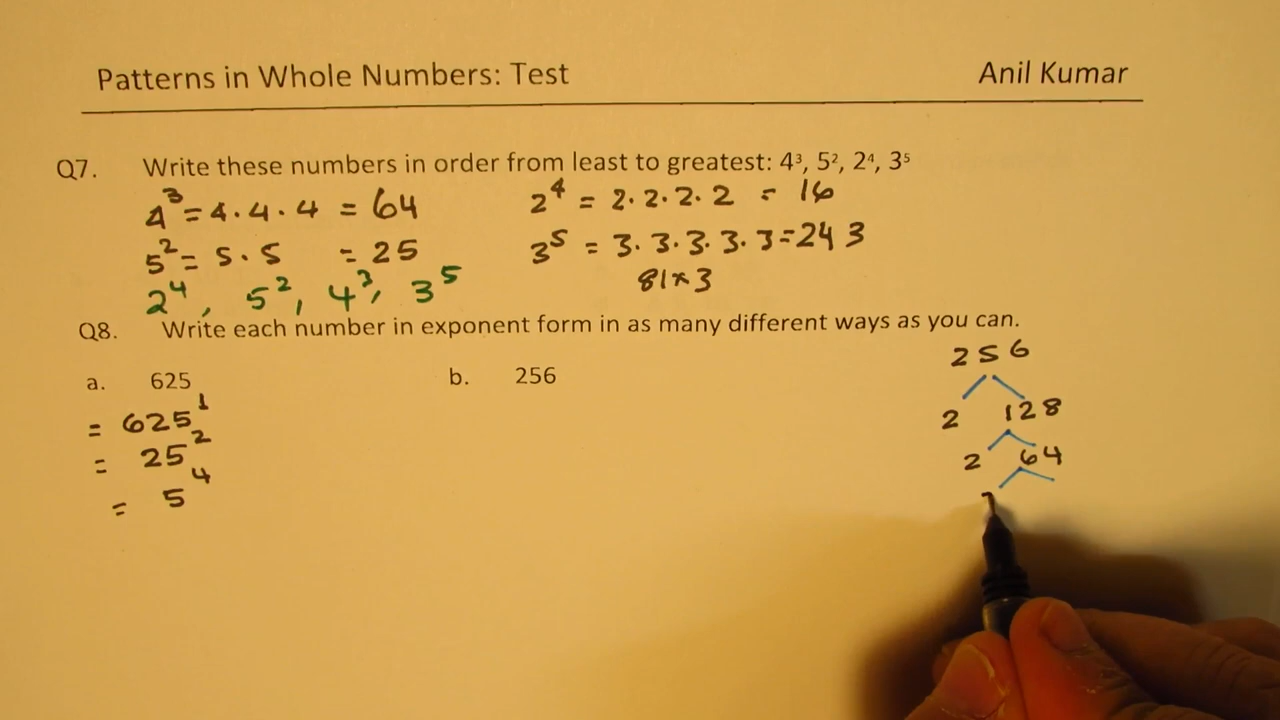 Patterns in Whole Numbers: Test Anil Kumar
Q7. Write these numbers in order from least to greatest: 4³, 5², 2⁴, 3⁵
4³ = 4 · 4 · 4 = 64 2⁴ = 2 · 2 · 2 · 2 = 16
5² = 5 · 5 = 25 3⁵ = 3 · 3 · 3 · 3 · 3 = 243
81 × 3
2⁴, 5², 4³, 3⁵
Q8. Write each number in exponent form in as many different ways as you can.
a. 625 b. 256
= 625¹
= 25²
= 5⁴
256
2 128
2 64